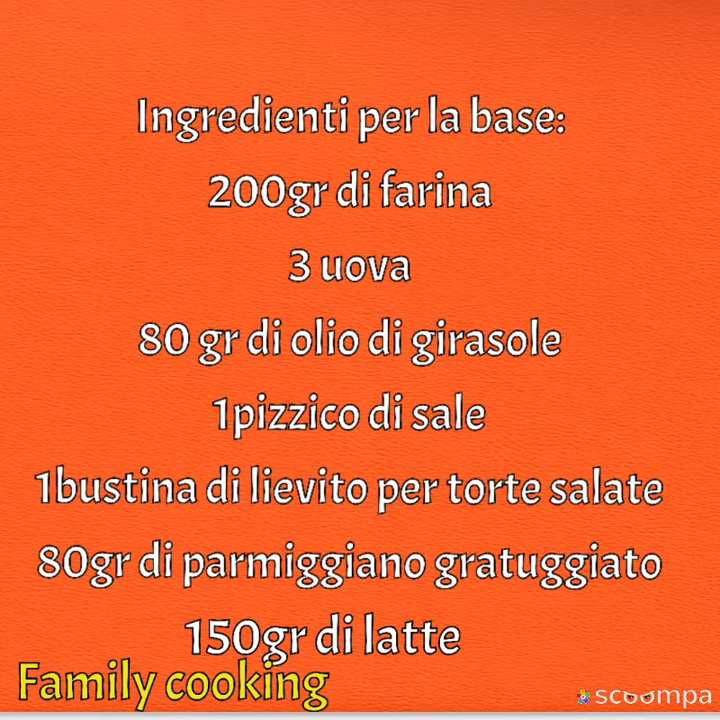 Ingredienti per la base:
200gr di farina
3 uova
80 gr di olio di girasole
1pizzico di sale
1bustina di lievito per torte salate
80gr di parmiggiano gratuggiato
150gr di latte
Family cooking
scoompa